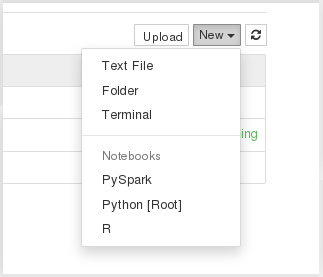 Upload New
Text File
Folder
Terminal
ing
Notebooks
PySpark
Python [Root]
R